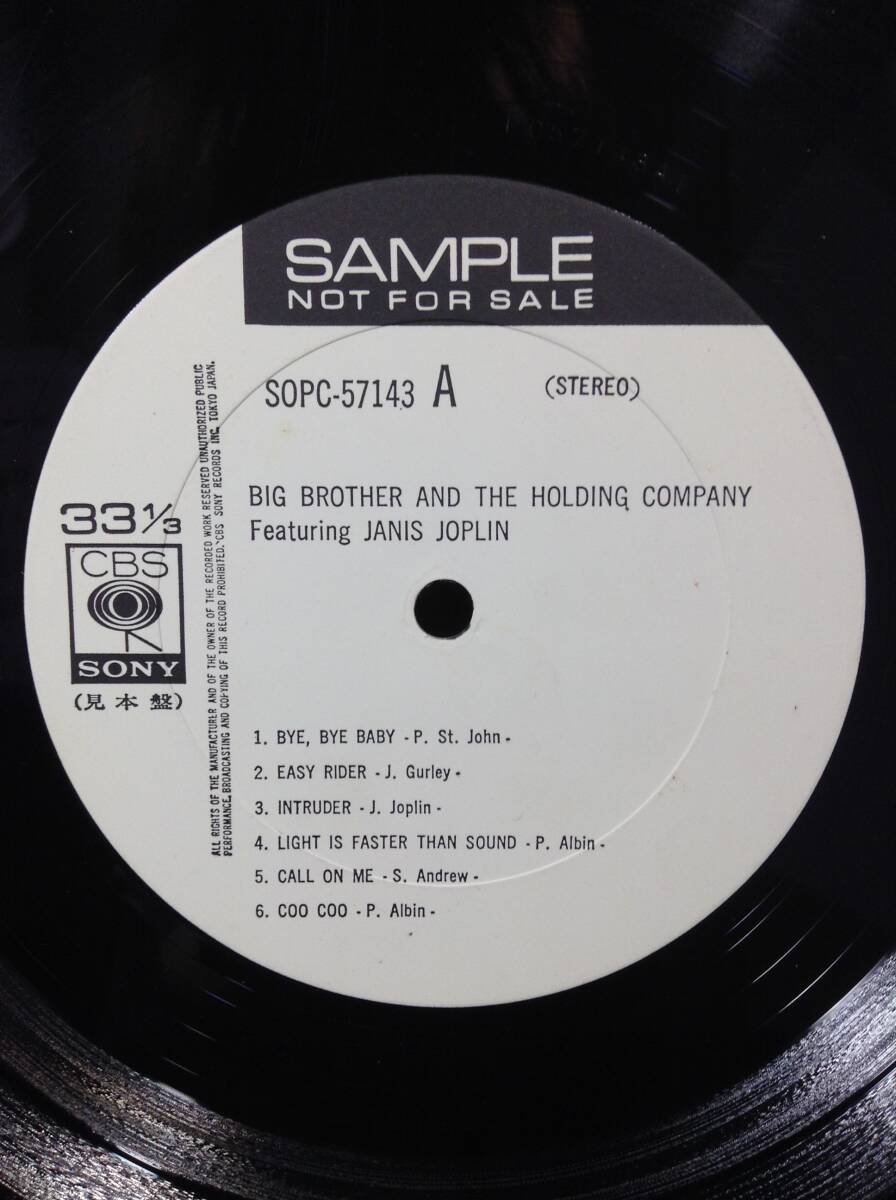 SAMPLE
NOT FOR SALE
SOPC-57143 A (STEREO)
BIG BROTHER AND THE HOLDING COMPANY
Featuring JANIS JOPLIN
33 1/3
CBS
SONY
(見本盤)
ALL RIGHTS OF THE MANUFACTURER AND OF THE OWNER OF THE RECORDED WORK RESERVED UNAUTHORIZED PUBLIC
PERFORMANCE, BROADCASTING AND COPYING OF THIS RECORD PROHIBITED. CBS SONY RECORDS INC. TOKYO JAPAN.
1. BYE, BYE BABY - P. St. John -
2. EASY RIDER - J. Gurley -
3. INTRUDER - J. Joplin -
4. LIGHT IS FASTER THAN SOUND - P. Albin -
5. CALL ON ME - S. Andrew -
6. COO COO - P. Albin -